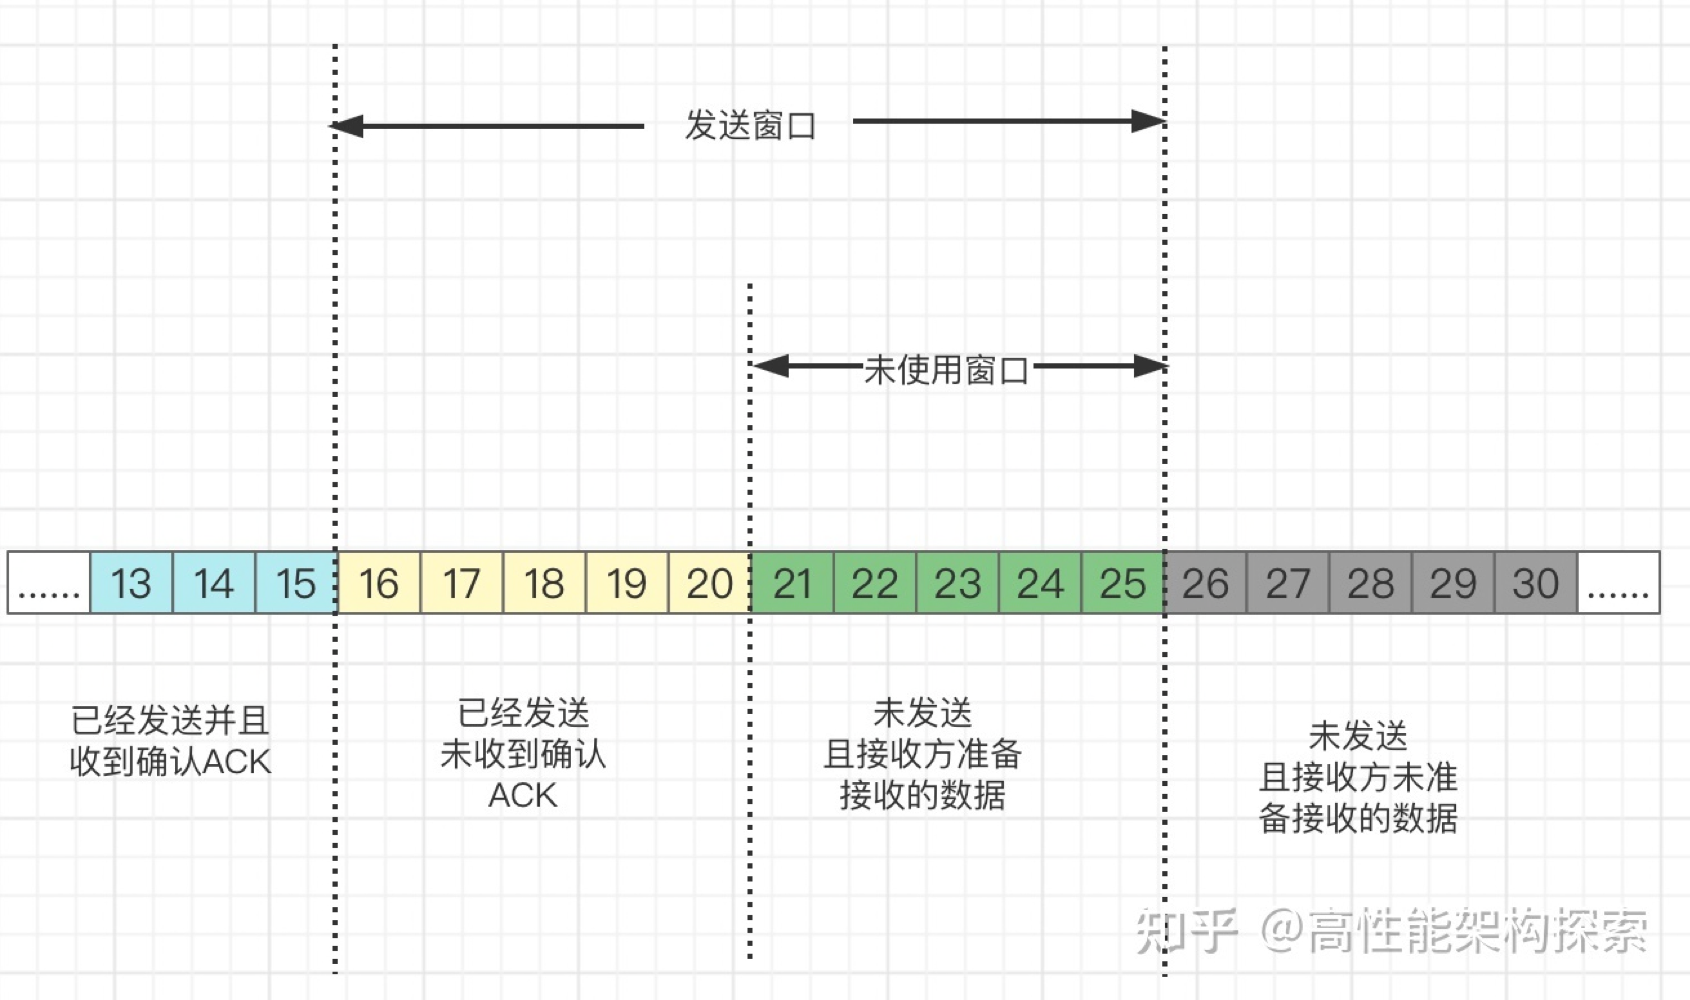 发送窗口
未使用窗口
...... 13 14 15 16 17 18 19 20 21 22 23 24 25 26 27 28 29 30 ......
已经发送并且
收到确认ACK
已经发送
未收到确认
ACK
未发送
且接收方准备
接收的数据
未发送
且接收方未准
备接收的数据
知乎 @高性能架构探索